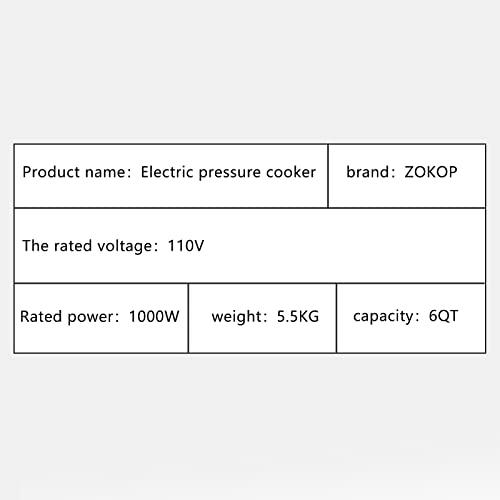 Product name: Electric pressure cooker brand: ZOKOP
The rated voltage: 110V
Rated power: 1000W weight: 5.5KG capacity: 6QT